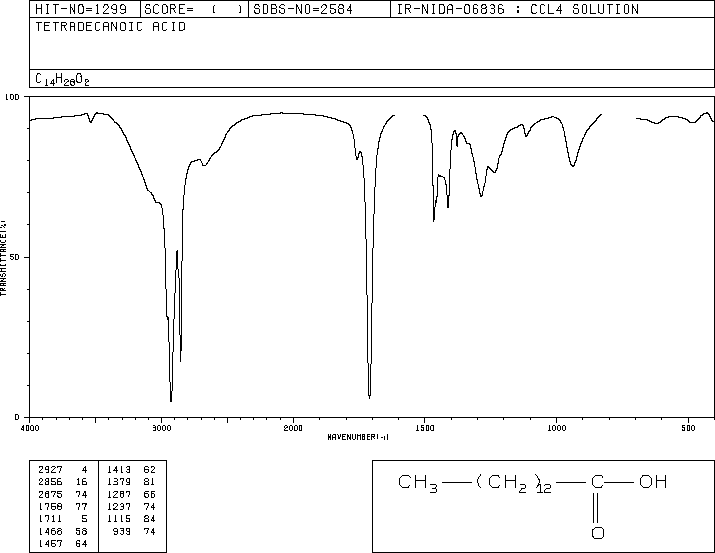 HIT-NO=1299 SCORE= ( ) SDBS-NO=2584 IR-NIDA-06836 : CCL4 SOLUTION
TETRADECANOIC ACID
C14H28O2
100
50
0
TRANSMITTANCE(%)
4000 3000 2000 1500 1000 500
WAVENUMBER(-1)
2927 4 1413 62
2856 16 1379 81
2675 74 1287 66
77 1237 74
1711 5 1115 84
1466 58 939 74
1457 64
CH3 (CH2)12 C OH
O